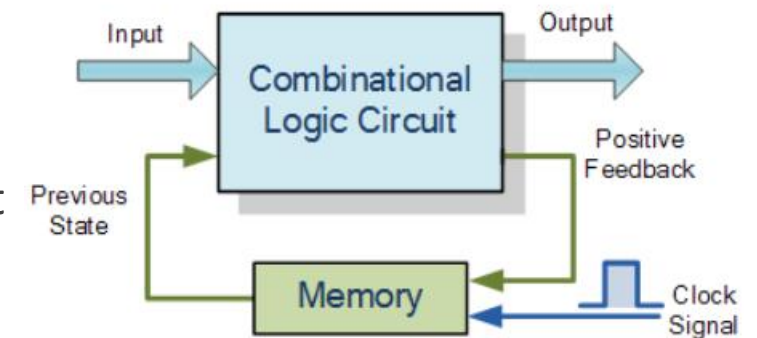 Input
Output
Combinational
Logic Circuit
Positive
Feedback
t
Previous
State
Memory
Clock
Signal